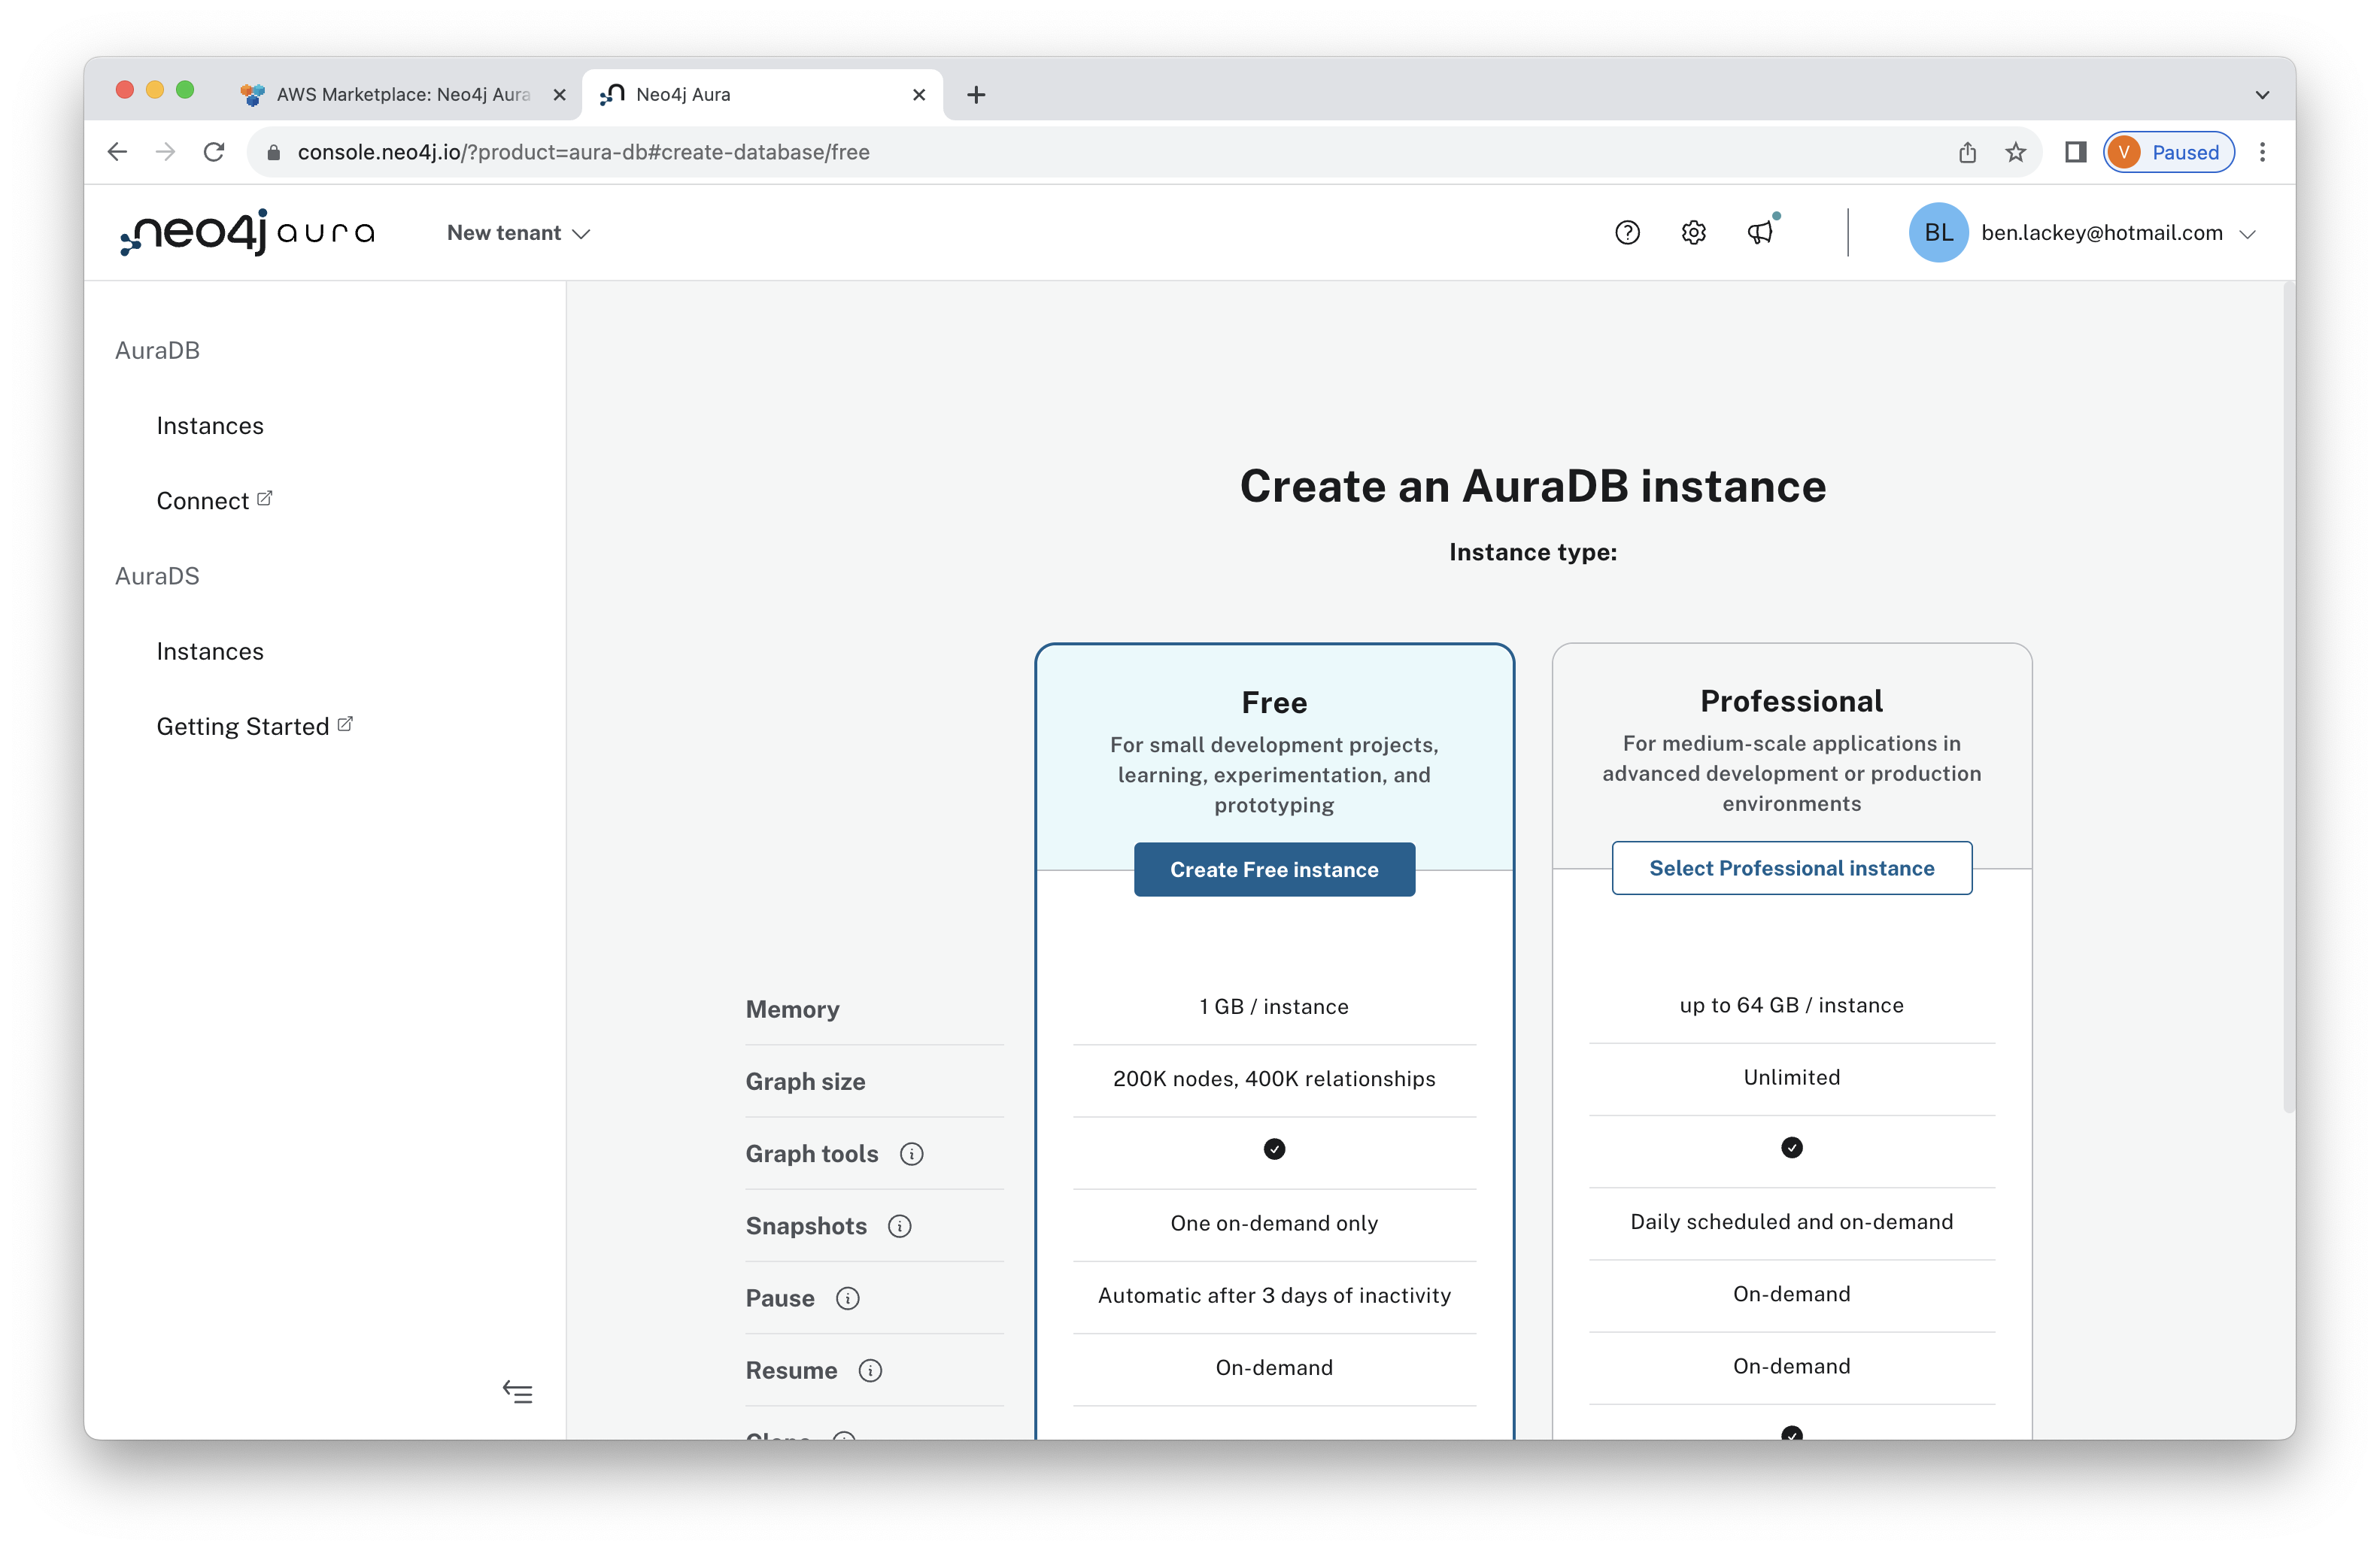 AWS Marketplace: Neo4j Aura
Neo4j Aura
console.neo4j.io/?product=aura-db#create-database/free
V Paused
neo4j aura
New tenant
BL ben.lackey@hotmail.com
AuraDB
Instances
Connect
AuraDS
Instances
Getting Started
Create an AuraDB instance
Instance type:
Free
For small development projects,
learning, experimentation, and
prototyping
Create Free instance
Professional
For medium-scale applications in
advanced development or production
environments
Select Professional instance
Memory 1 GB / instance up to 64 GB / instance
Graph size 200K nodes, 400K relationships Unlimited
Graph tools
Snapshots One on-demand only Daily scheduled and on-demand
Pause Automatic after 3 days of inactivity On-demand
Resume On-demand On-demand